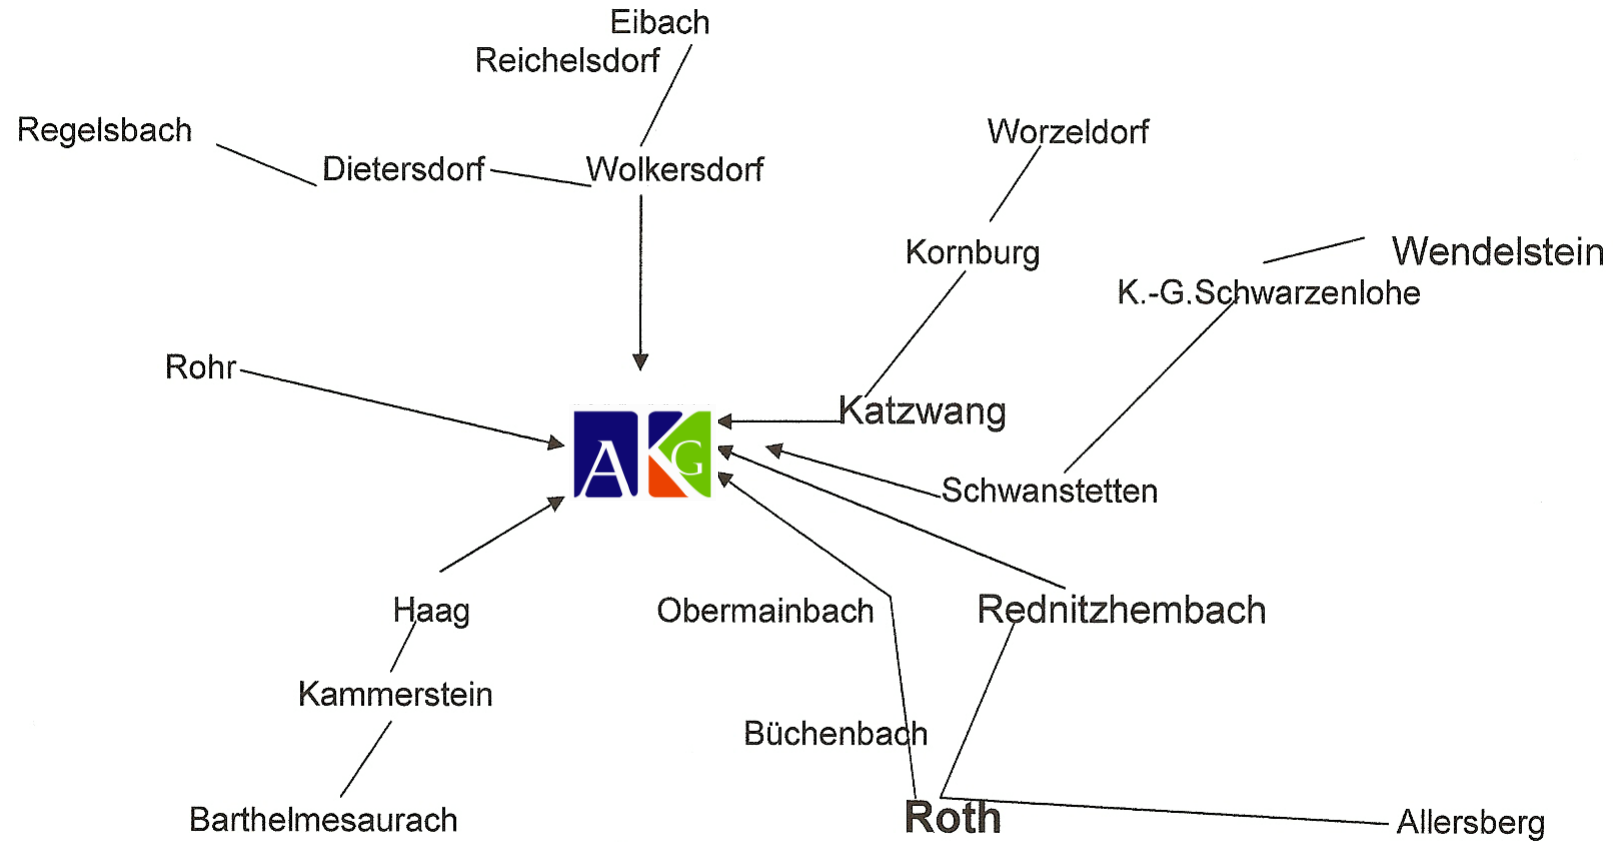 Eibach
Reichelsdorf
Regelsbach
Dietersdorf
Wolkersdorf
Worzeldorf
Kornburg
Wendelstein
K.-G.Schwarzenlohe
Rohr
Katzwang
AKG
Schwanstetten
Haag
Obermainbach
Rednitzhembach
Kammerstein
Büchenbach
Barthelmesaurach
Roth
Allersberg